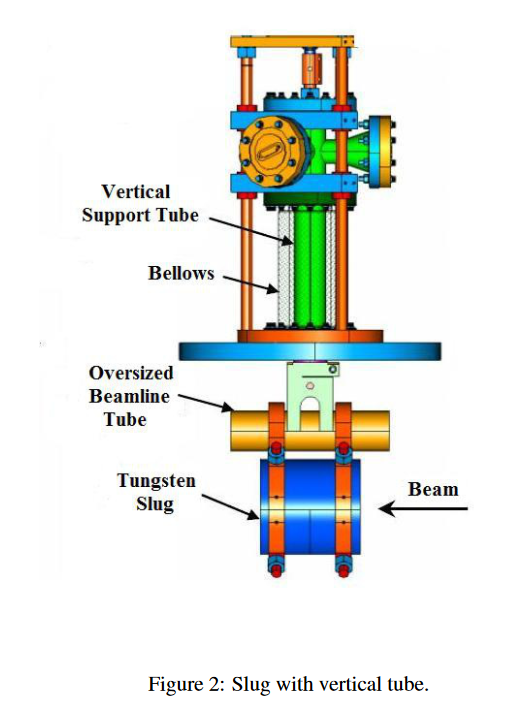 Vertical
Support Tube
Bellows
Oversized
Beamline
Tube
Tungsten
Slug
Beam
Figure 2: Slug with vertical tube.